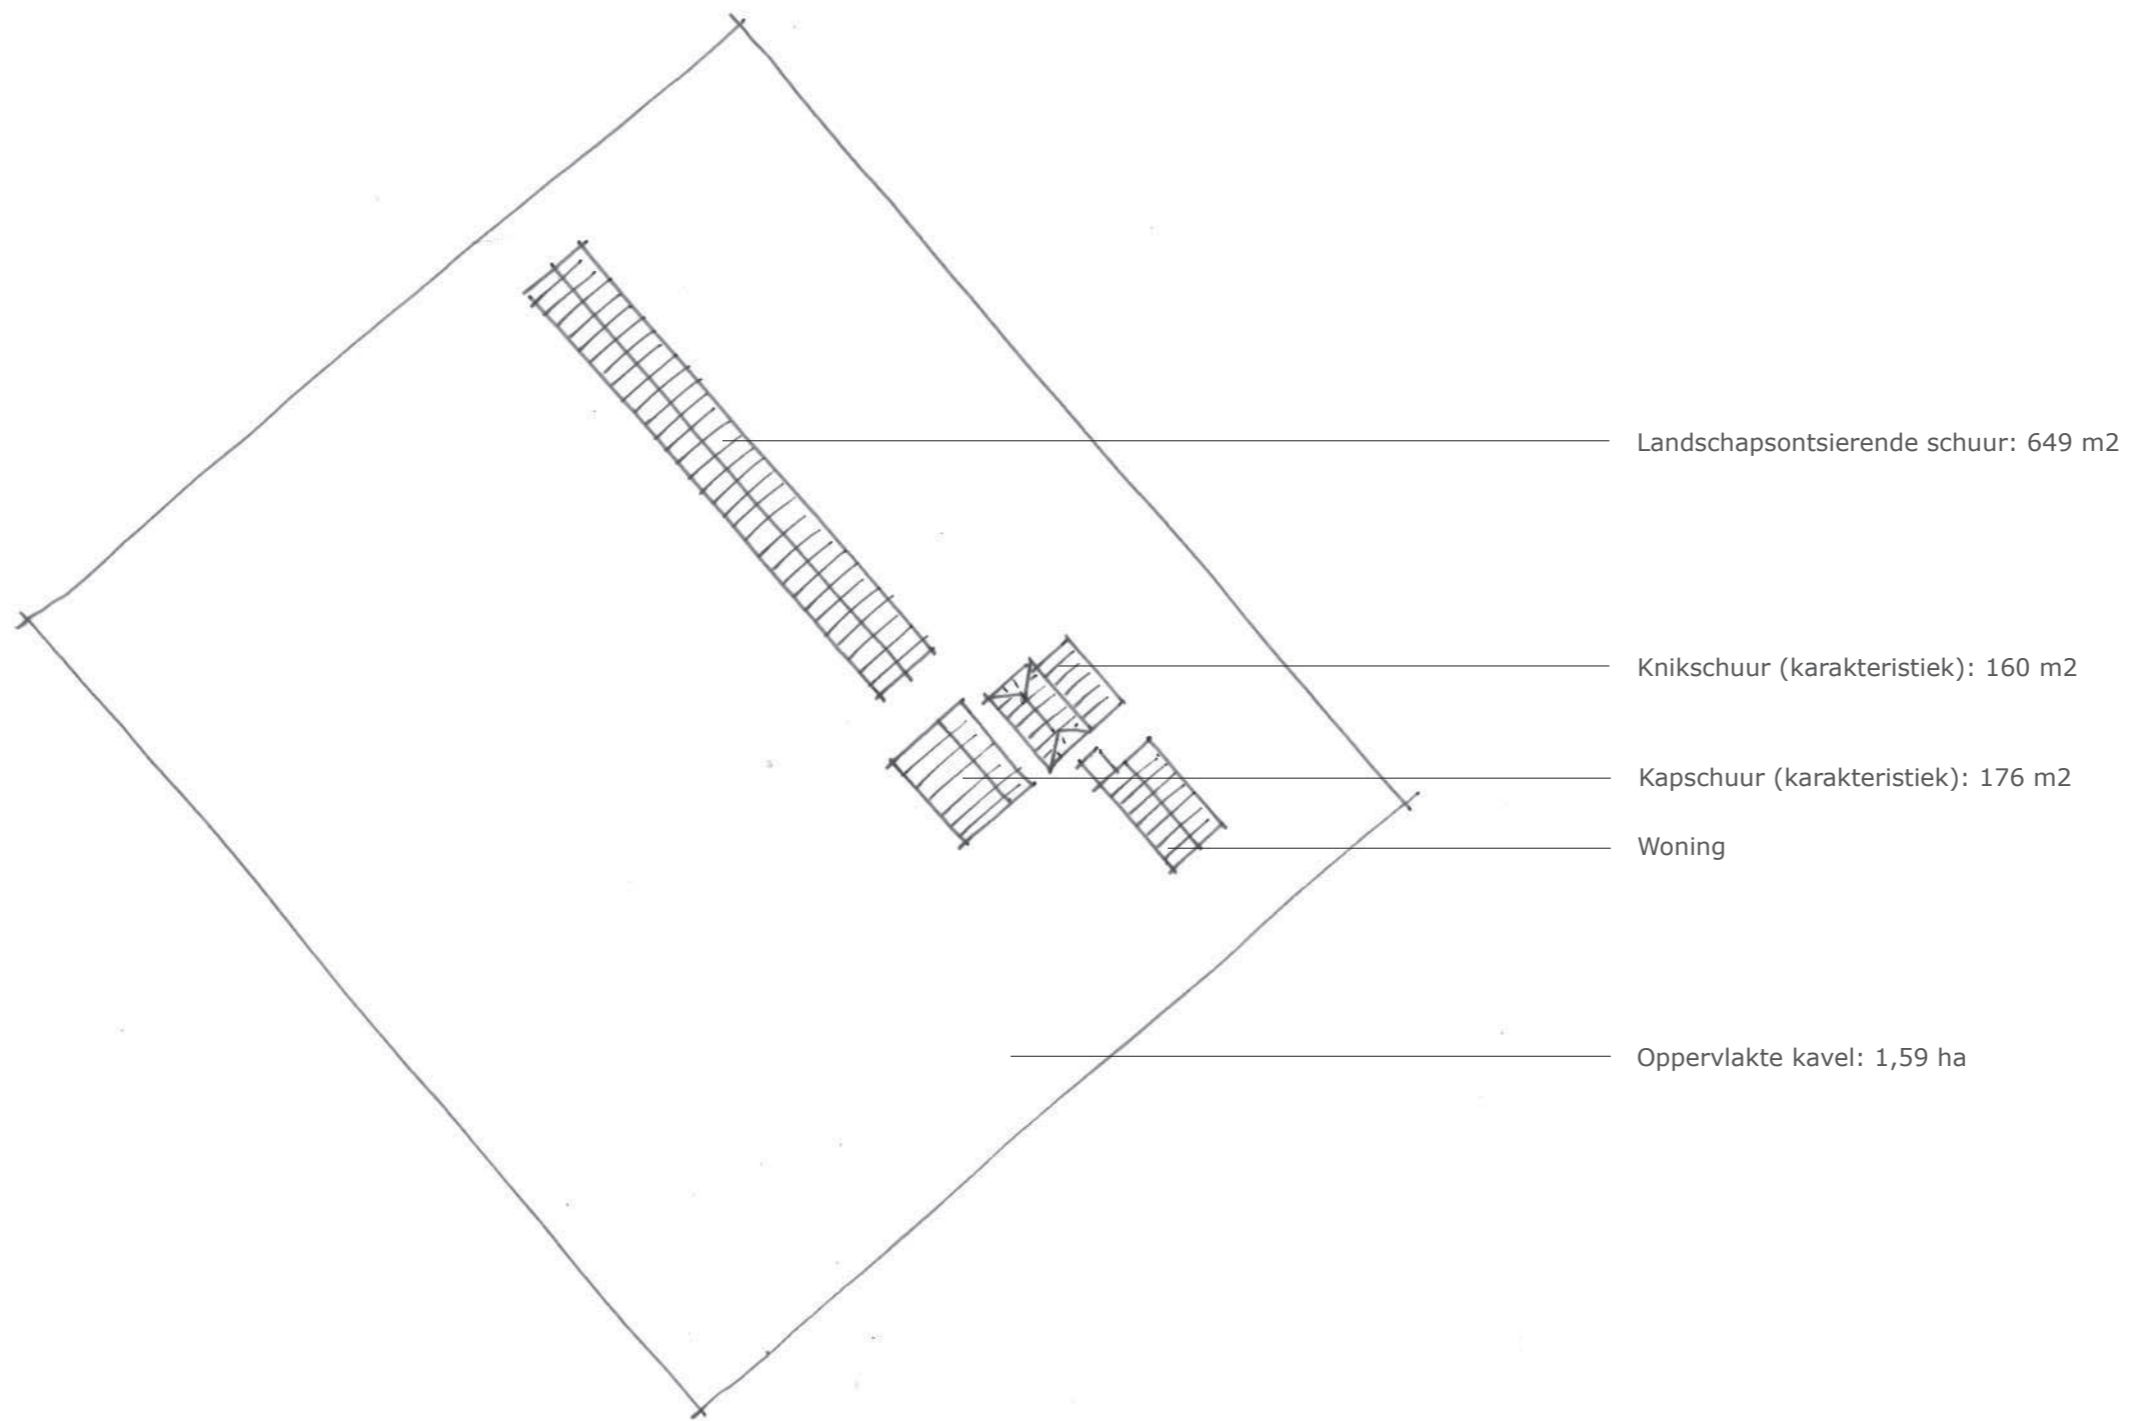 Landschapsontsierende schuur: 649 m2
Knikschuur (karakteristiek): 160 m2
Kapschuur (karakteristiek): 176 m2
Woning
Oppervlakte kavel: 1,59 ha